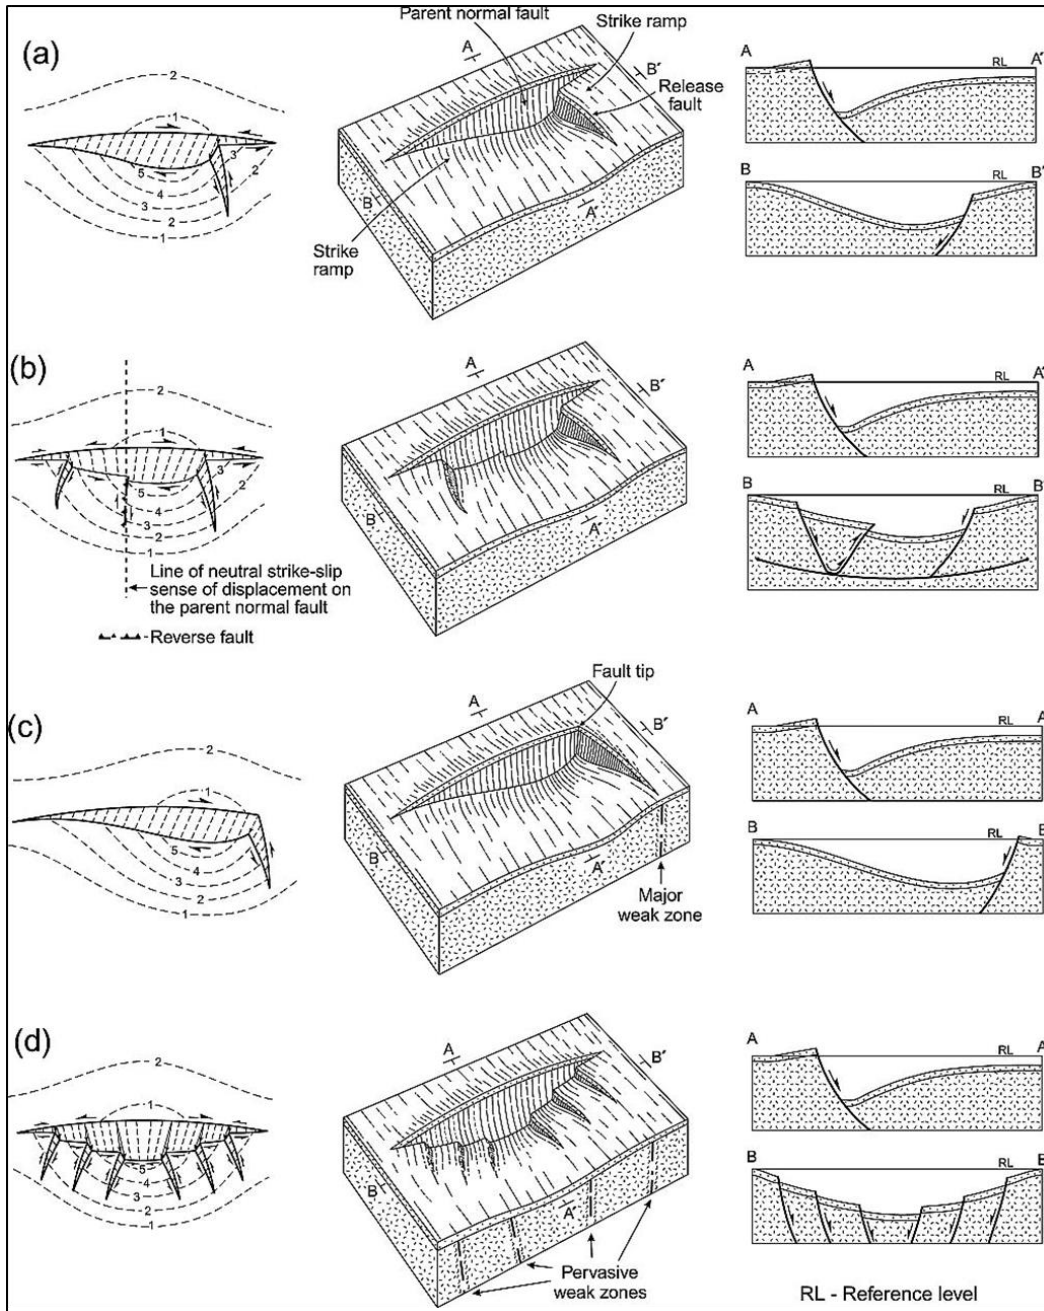 (a)
2
1
3
2
5
4
3
2
1
Parent normal fault
Strike ramp
A
B'
Release
fault
B
A'
Strike
ramp
A
RL
A'
B
RL
B'
(b)
2
1
3
2
5
4
3
2
1
Line of neutral strike-slip
sense of displacement on
the parent normal fault
- Reverse fault
A
B'
B
A'
A
RL
A'
B
RL
B'
(c)
2
1
5
4
3
2
1
Fault tip
A
B'
B
A'
Major
weak zone
A
RL
A
B
RL
B
(d)
2
1
5
4
3
2
1
A
B'
B
A'
Pervasive
weak zones
A
RL
A
B
RL
B
RL - Reference level